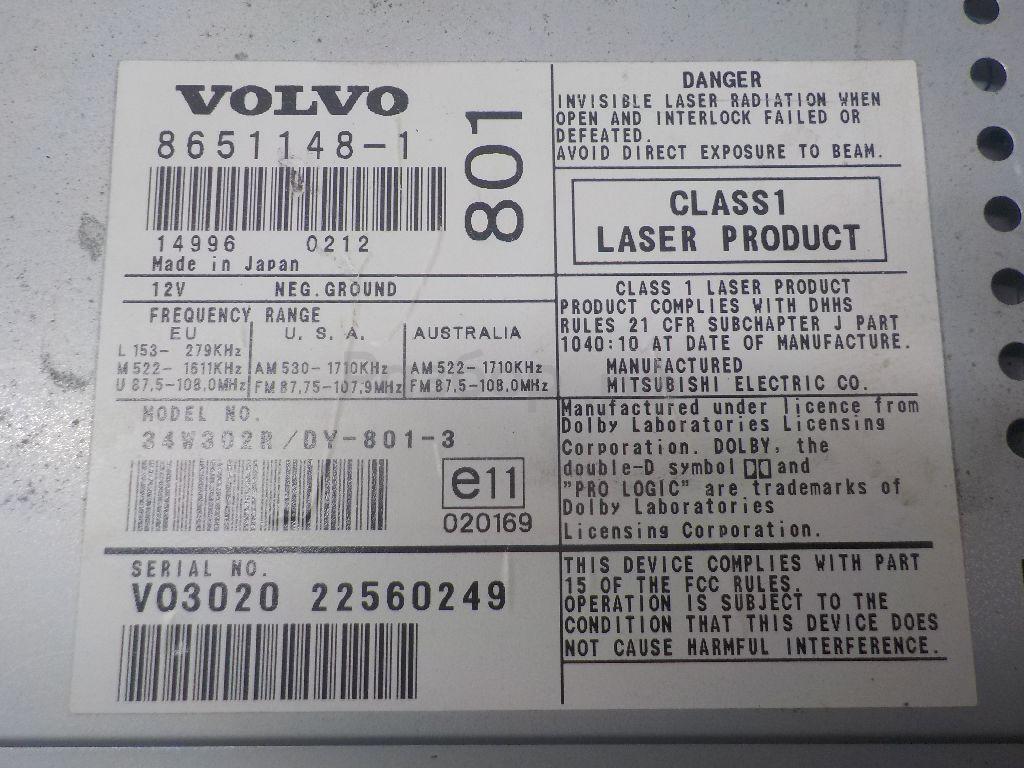 VOLVO
8651148-1
801
14996 0212
Made in Japan
12V NEG.GROUND
FREQUENCY RANGE
EU U.S.A. AUSTRALIA
L 153- 279KHz
M 522- 1611KHz AM 530-1710KHz AM 522-1710KHz
U 87,5-108,0MHz FM 87,75-107,9MHz FM 87,5-108,0MHz
MODEL NO.
34W302R/DY-801-3
e11
020169
SERIAL NO.
V03020 22560249
DANGER
INVISIBLE LASER RADIATION WHEN
OPEN AND INTERLOCK FAILED OR
DEFEATED.
AVOID DIRECT EXPOSURE TO BEAM.
CLASS1
LASER PRODUCT
CLASS 1 LASER PRODUCT
PRODUCT COMPLIES WITH DHHS
RULES 21 CFR SUBCHAPTER J PART
1040:10 AT DATE OF MANUFACTURE.
MANUFACTURED
MITSUBISHI ELECTRIC CO.
Manufactured under licence from
Dolby Laboratories Licensing
Corporation. DOLBY, the
double-D symbol and
"PRO LOGIC" are trademarks of
Dolby Laboratories
Licensing Corporation.
THIS DEVICE COMPLIES WITH PART
15 OF THE FCC RULES.
OPERATION IS SUBJECT TO THE
CONDITION THAT THIS DEVICE DOES
NOT CAUSE HARMFUL INTERFERENCE.